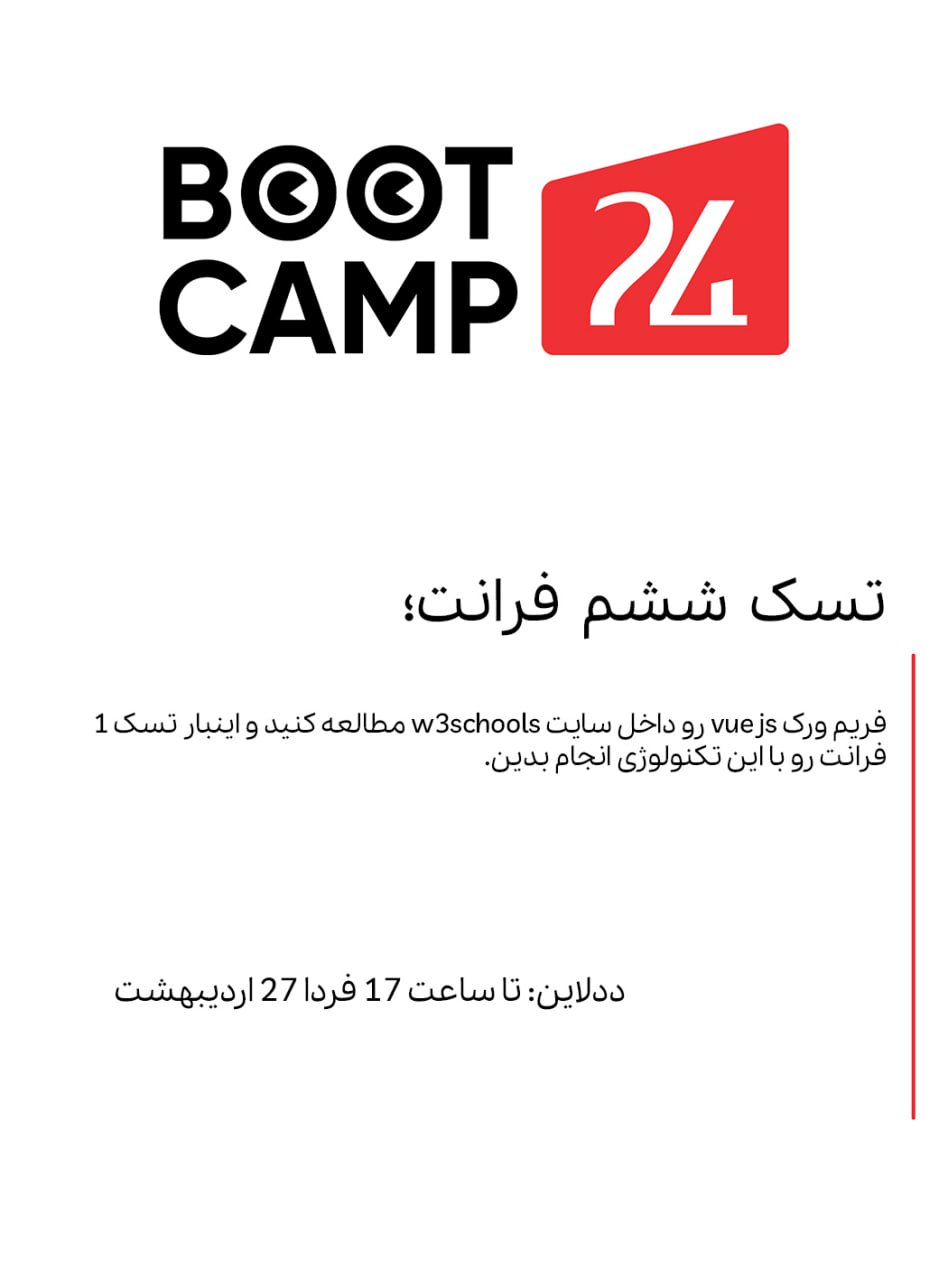 BOOT
CAMP
24
تسک ششم فرانت؛
فریم ورک vue js رو داخل سایت w3schools مطالعه کنید و اینبار تسک 1
فرانت رو با این تکنولوژی انجام بدین.
ددلاین: تا ساعت 17 فردا 27 اردیبهشت